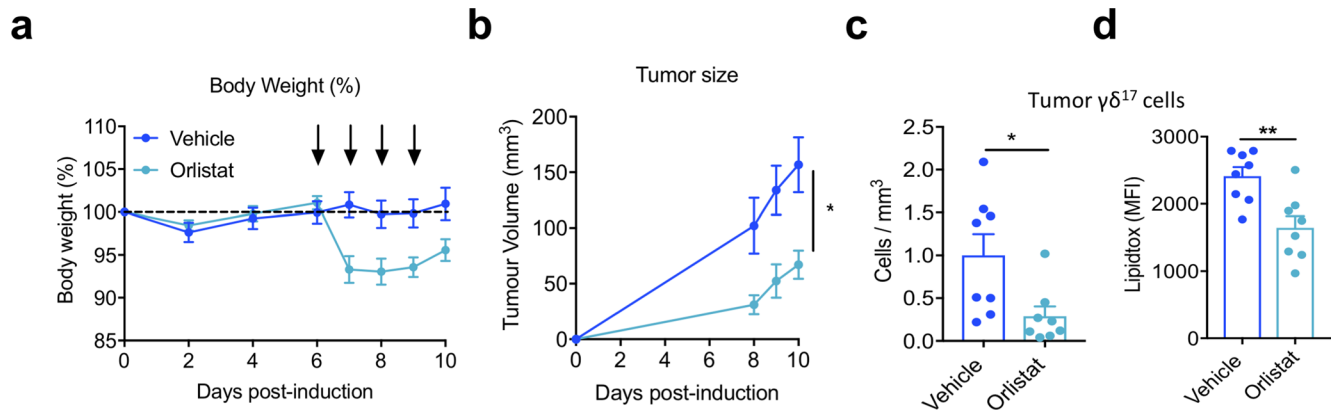 a
Body Weight (%)
Body weight (%)
110
105
100
95
90
85
Vehicle
Orlistat
0 2 4 6 8 10
Days post-induction
b
Tumor size
Tumour Volume (mm³)
200
150
100
50
0
*
0 2 4 6 8 10
Days post-induction
c
d
Tumor γδ¹⁷ cells
Cells / mm³
2.5
2.0
1.5
1.0
0.5
0.0
*
Vehicle
Orlistat
Lipidtox (MFI)
3000
2000
1000
0
**
Vehicle
Orlistat